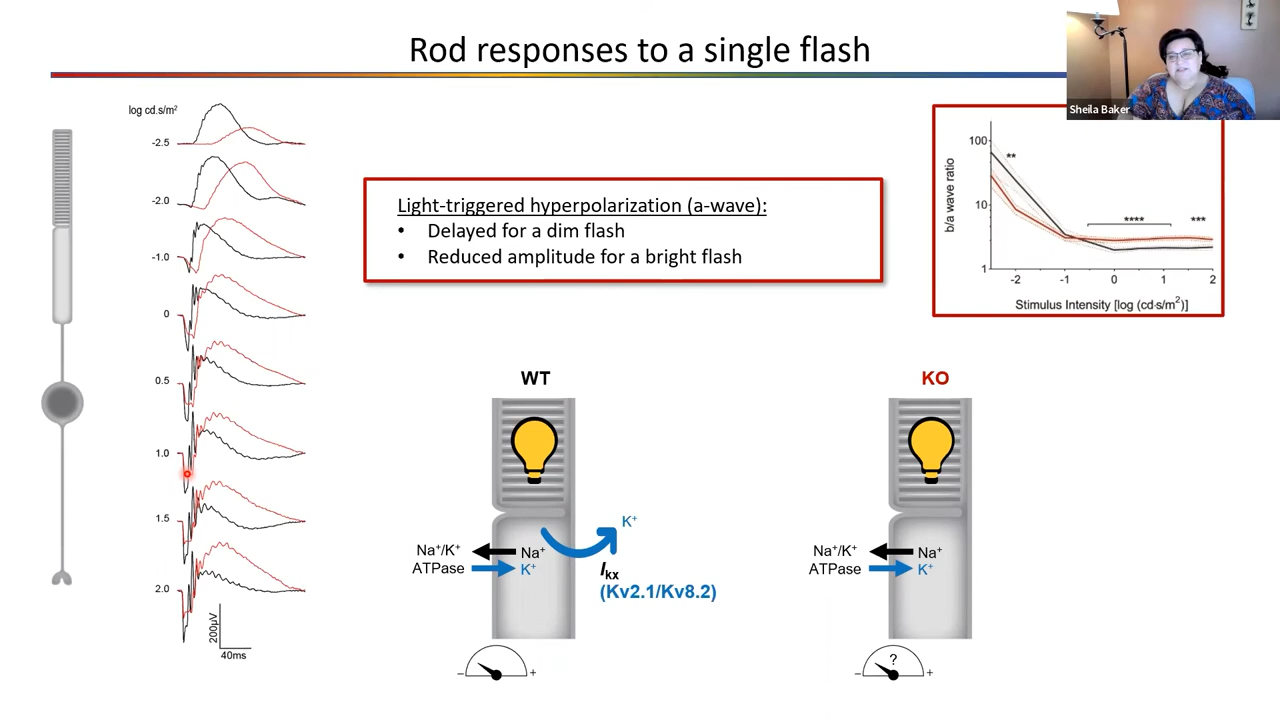 Rod responses to a single flash
Sheila Baker
log cd.s/m²
-2.5
-2.0
-1.0
0
0.5
1.0
1.5
2.0
200µV
40ms
Light-triggered hyperpolarization (a-wave):
• Delayed for a dim flash
• Reduced amplitude for a bright flash
b/a wave ratio
100
10
1
**
****
***
-2 -1 0 1 2
Stimulus Intensity [log (cd·s/m²)]
WT
K⁺
Na⁺/K⁺
ATPase
Na⁺
K⁺
Ikx
(Kv2.1/Kv8.2)
− +
KO
Na⁺/K⁺
ATPase
Na⁺
K⁺
?
− +